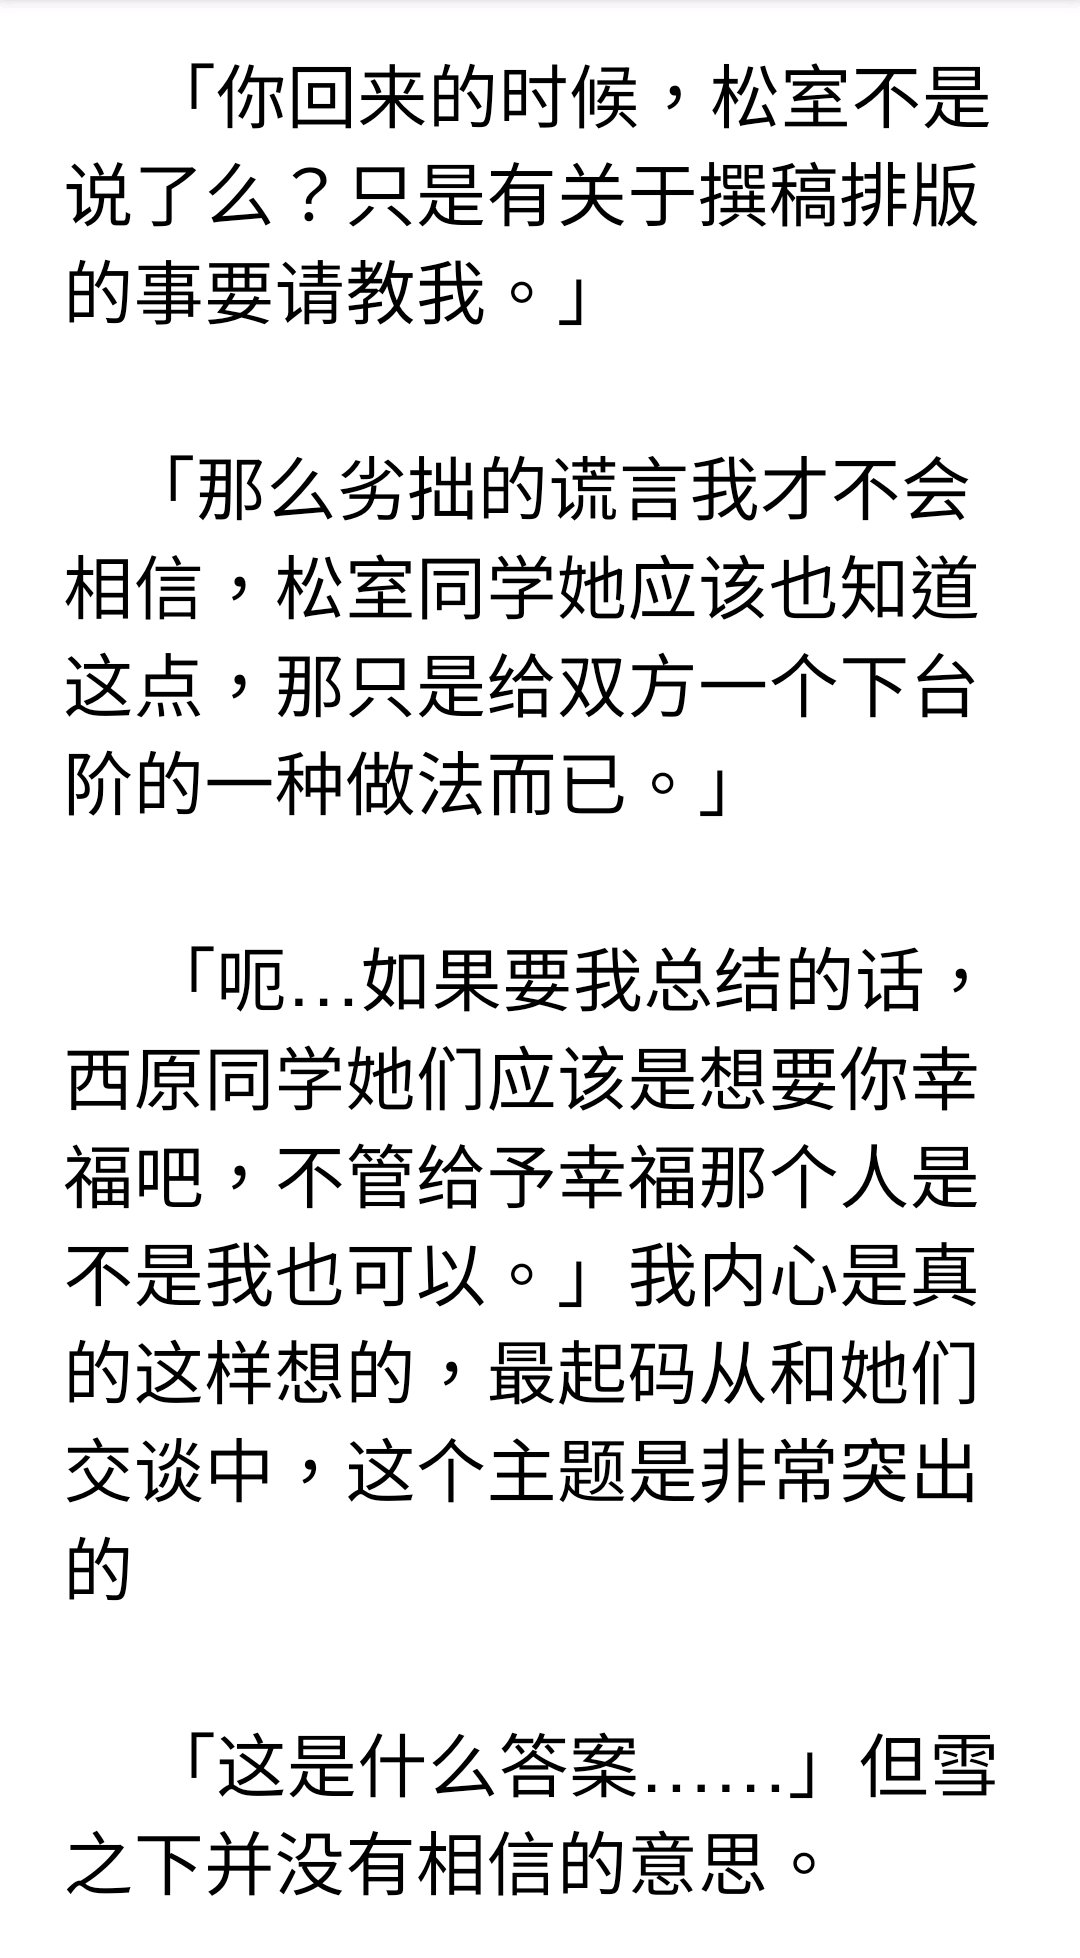 「你回来的时候，松室不是
说了么？只是有关于撰稿排版
的事要请教我。」
「那么劣拙的谎言我才不会
相信，松室同学她应该也知道
这点，那只是给双方一个下台
阶的一种做法而已。」
「呃…如果要我总结的话，
西原同学她们应该是想要你幸
福吧，不管给予幸福那个人是
不是我也可以。」我内心是真
的这样想的，最起码从和她们
交谈中，这个主题是非常突出
的
「这是什么答案……」但雪
之下并没有相信的意思。